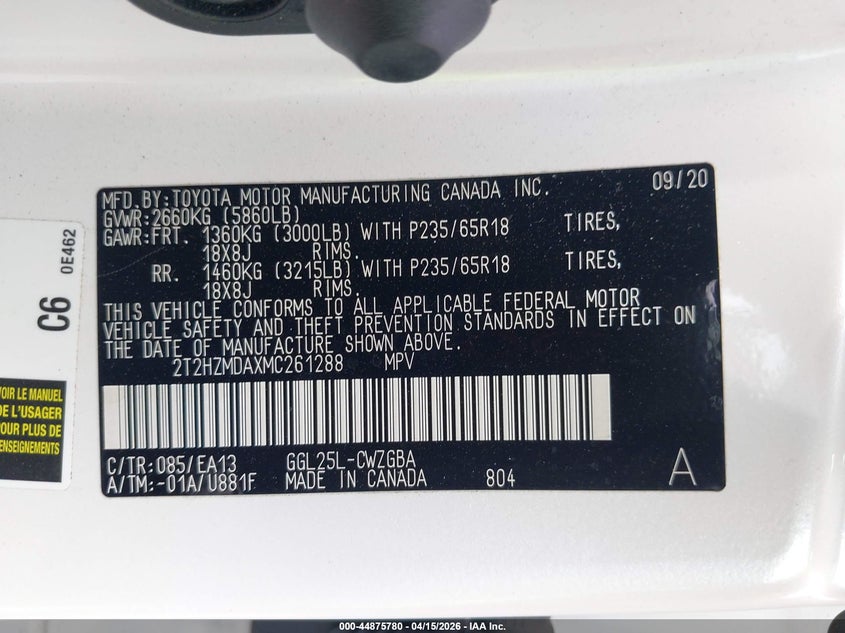 MFD.BY:TOYOTA MOTOR MANUFACTURING CANADA INC. 09/20
GVWR:2660KG (5860LB)
GAWR:FRT. 1360KG (3000LB) WITH P235/65R18 TIRES,
18X8J RIMS.
RR. 1460KG (3215LB) WITH P235/65R18 TIRES,
18X8J RIMS.
THIS VEHICLE CONFORMS TO ALL APPLICABLE FEDERAL MOTOR
VEHICLE SAFETY AND THEFT PREVENTION STANDARDS IN EFFECT ON
THE DATE OF MANUFACTURE SHOWN ABOVE.
2T2HZMDAXMC261288 MPV
C/TR:085/EA13 GGL25L-CWZGBA
A/TM:-01A/U881F MADE IN CANADA 804 A
C6 0E462
VOIR LE MANUEL
DE L'USAGER
POUR PLUS DE
RENSEIGNEMENTS
000-44875780 - 04/15/2026 - IAA Inc.